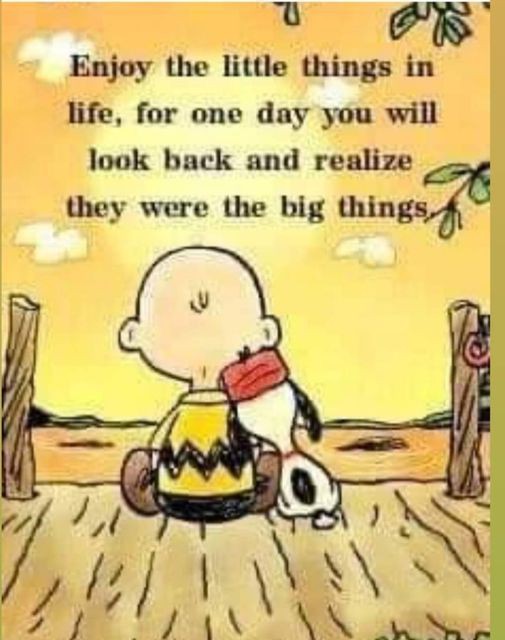 Enjoy the little things in
life, for one day you will
look back and realize
they were the big things.